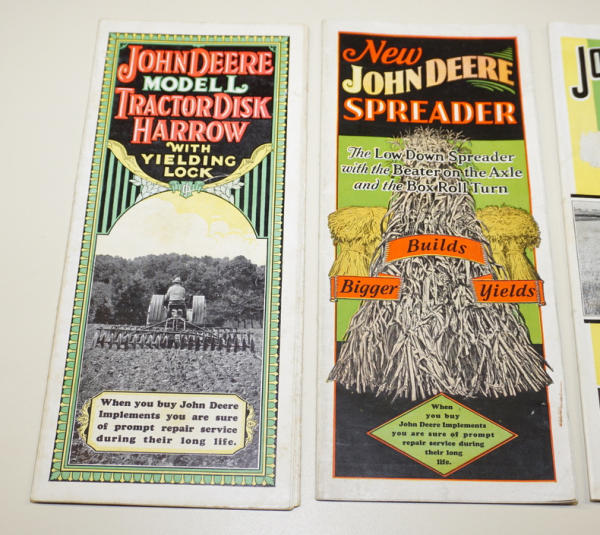 JOHN DEERE
MODEL L
TRACTOR DISK
HARROW
WITH
YIELDING
LOCK
When you buy John Deere
Implements you are sure
of prompt repair service
during their long life.
New
JOHN DEERE
SPREADER
The Low Down Spreader
with the Beater on the Axle
and the Box Roll Turn
Builds
Bigger Yields
When
you buy
John Deere Implements
you are sure of prompt
repair service during
their long
life.